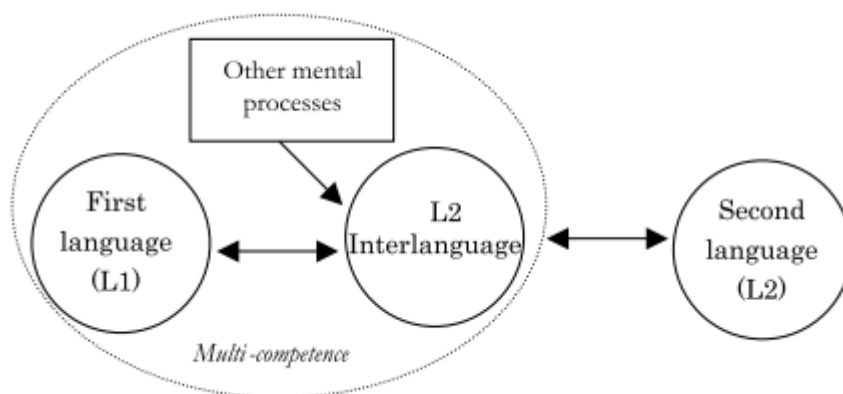 Other mental
processes
First
language
(L1)
L2
Interlanguage
Second
language
(L2)
Multi-competence